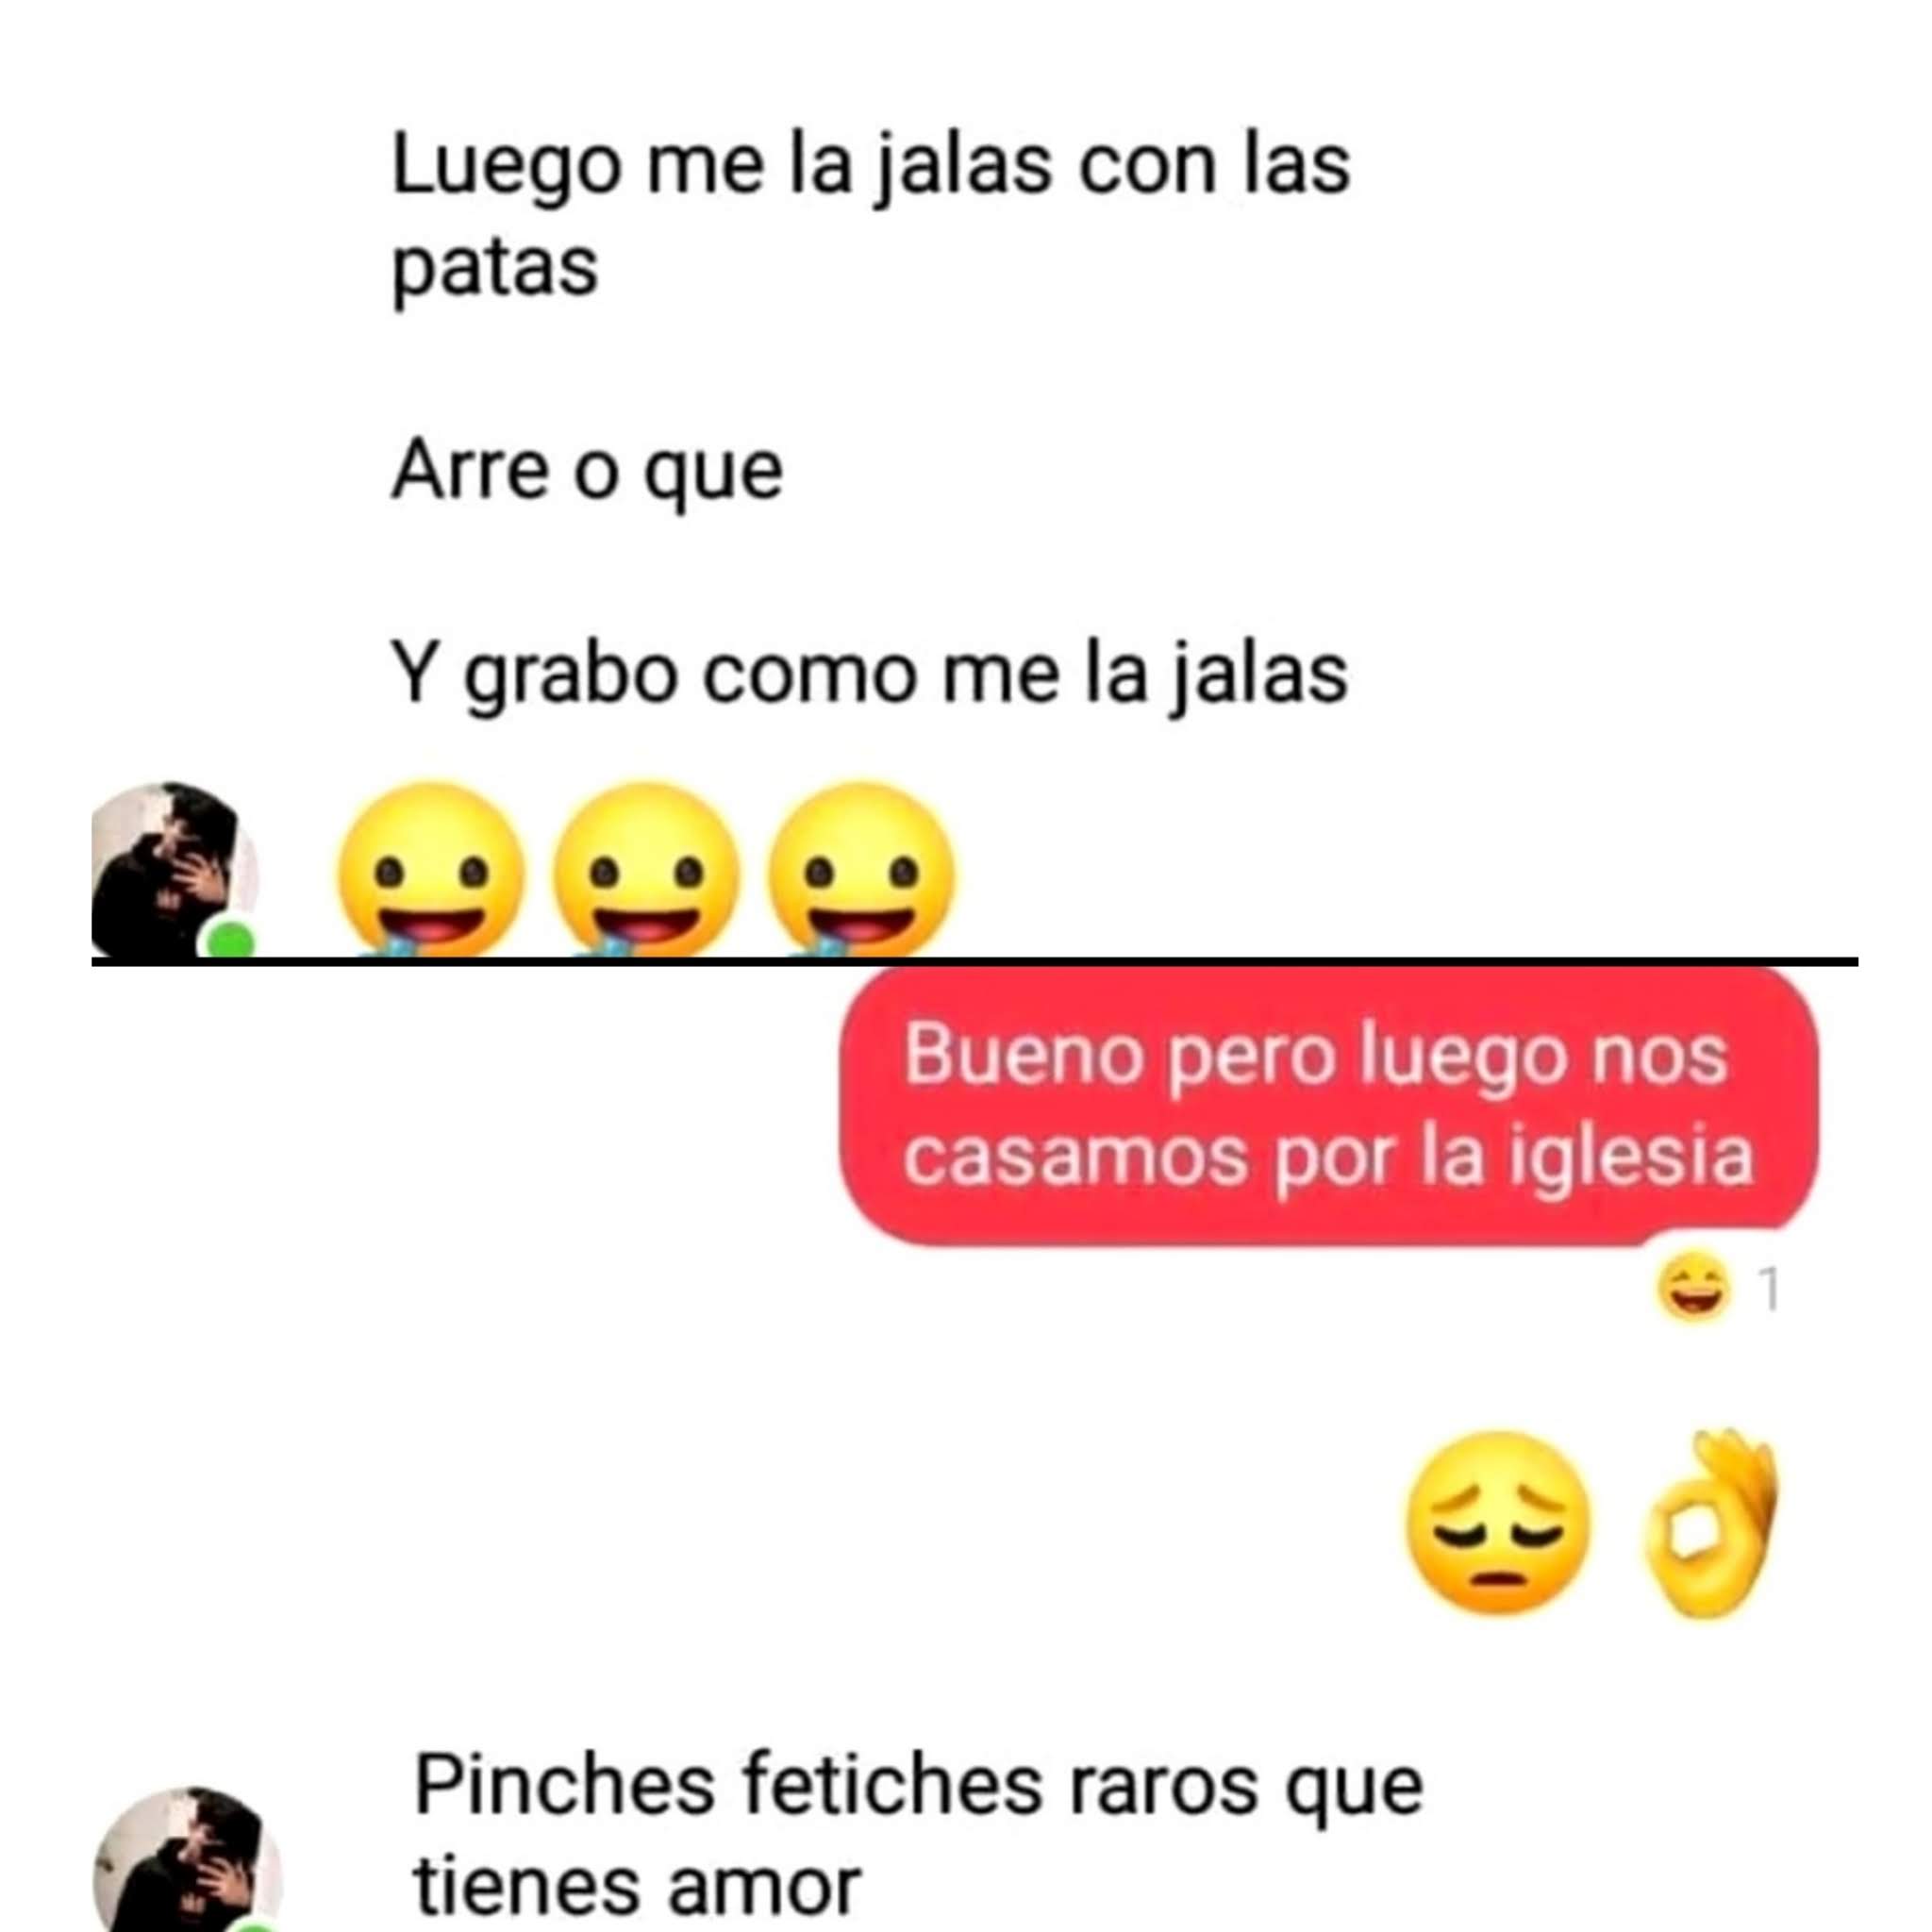 Luego me la jalas con las
patas
Arre o que
Y grabo como me la jalas
Bueno pero luego nos
casamos por la iglesia
1
Pinches fetiches raros que
tienes amor